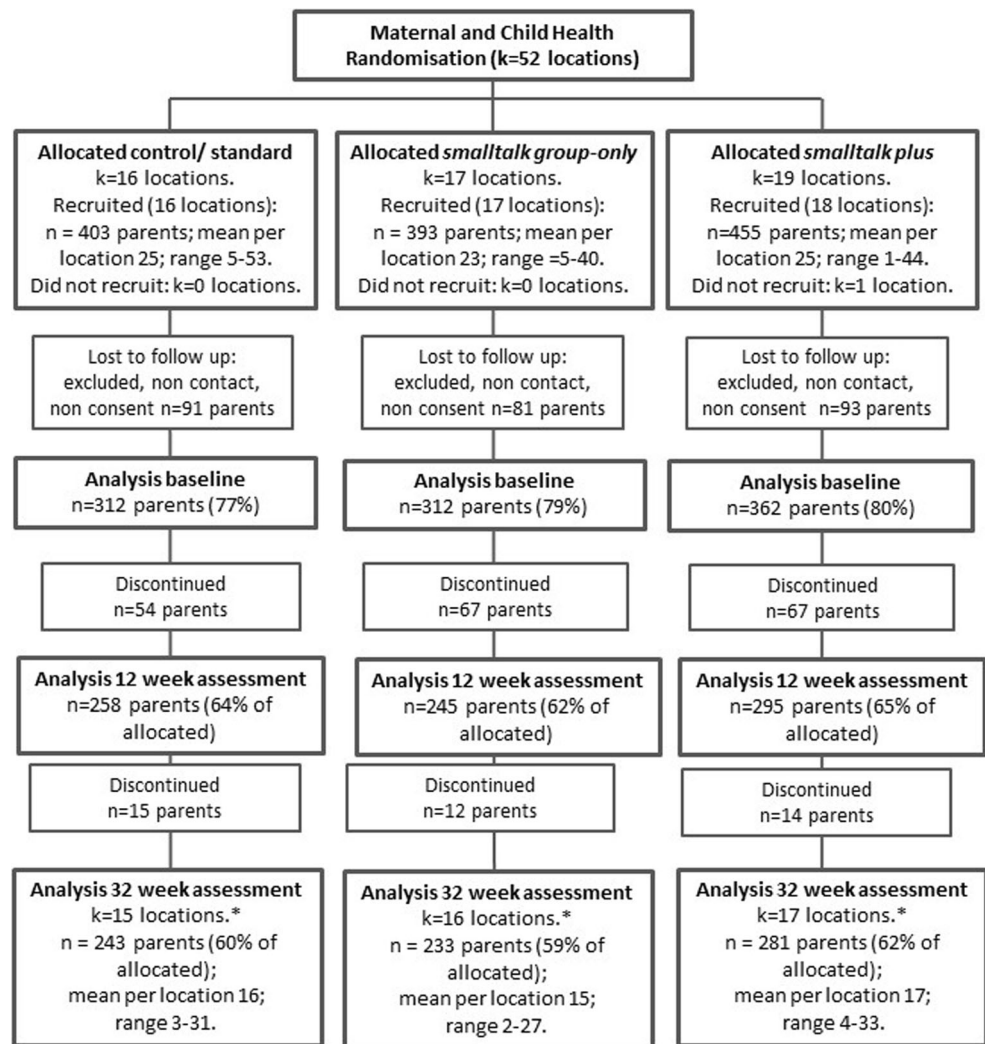 Maternal and Child Health
Randomisation (k=52 locations)
Allocated control/ standard
k=16 locations.
Recruited (16 locations):
n = 403 parents; mean per
location 25; range 5-53.
Did not recruit: k=0 locations.
Allocated smalltalk group-only
k=17 locations.
Recruited (17 locations):
n = 393 parents; mean per
location 23; range =5-40.
Did not recruit: k=0 locations.
Allocated smalltalk plus
k=19 locations.
Recruited (18 locations):
n=455 parents; mean per
location 25; range 1-44.
Did not recruit: k=1 location.
Lost to follow up:
excluded, non contact,
non consent n=91 parents
Lost to follow up:
excluded, non contact,
non consent n=81 parents
Lost to follow up:
excluded, non contact,
non consent n=93 parents
Analysis baseline
n=312 parents (77%)
Analysis baseline
n=312 parents (79%)
Analysis baseline
n=362 parents (80%)
Discontinued
n=54 parents
Discontinued
n=67 parents
Discontinued
n=67 parents
Analysis 12 week assessment
n=258 parents (64% of
allocated)
Analysis 12 week assessment
n=245 parents (62% of
allocated)
Analysis 12 week assessment
n=295 parents (65% of
allocated)
Discontinued
n=15 parents
Discontinued
n=12 parents
Discontinued
n=14 parents
Analysis 32 week assessment
k=15 locations.*
n = 243 parents (60% of
allocated);
mean per location 16;
range 3-31.
Analysis 32 week assessment
k=16 locations.*
n = 233 parents (59% of
allocated);
mean per location 15;
range 2-27.
Analysis 32 week assessment
k=17 locations.*
n = 281 parents (62% of
allocated);
mean per location 17;
range 4-33.